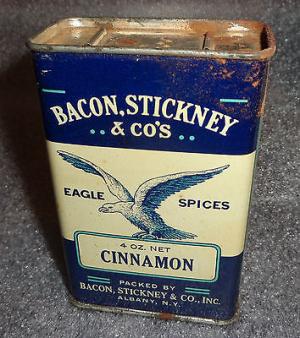 BACON, STICKNEY
& CO'S
EAGLE SPICES
4 OZ. NET
CINNAMON
PACKED BY
BACON, STICKNEY & CO., INC.
ALBANY, N.Y.